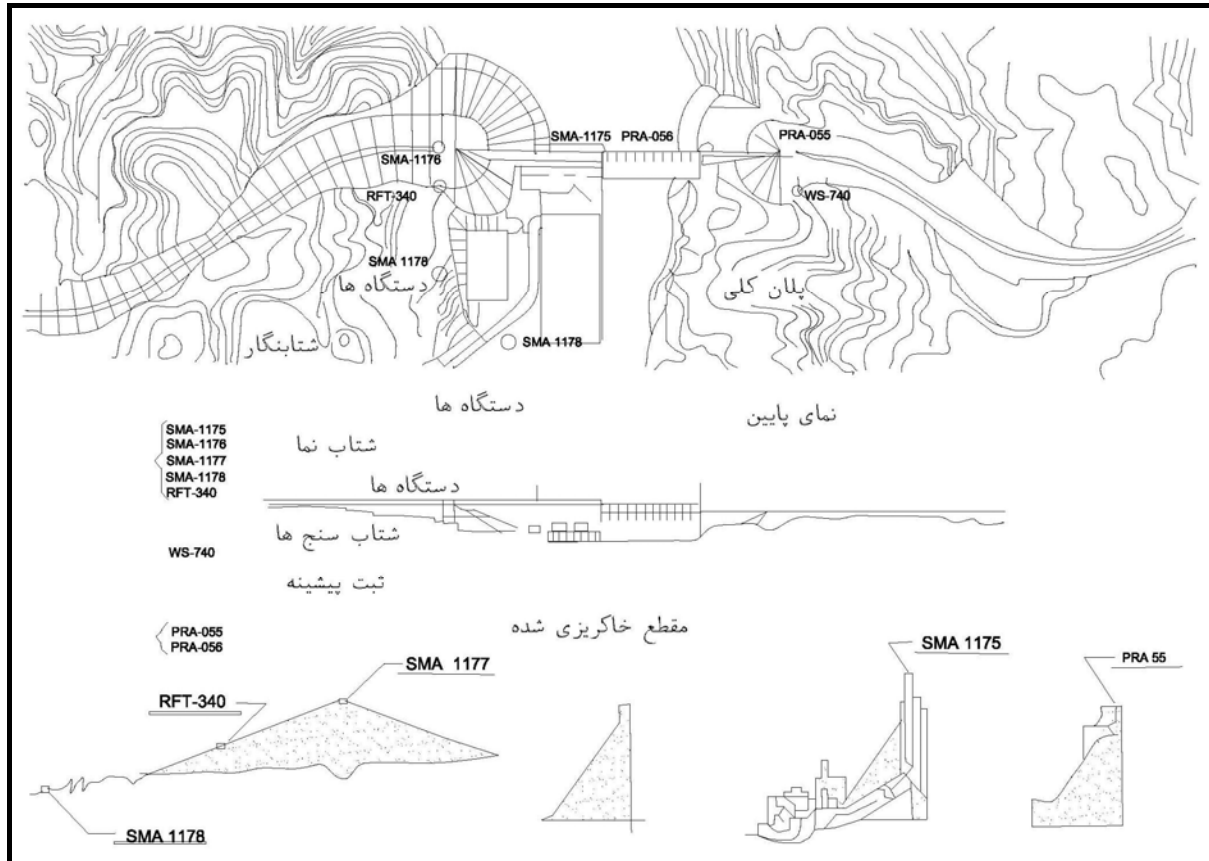 SMA-1175 PRA-056
PRA-055
SMA-1176
RFT-340
WS-740
SMA 1178
دستگاه ها
پلان کلی
شتابنگار
SMA 1178
دستگاه ها
نمای پایین
SMA-1175
SMA-1176
SMA-1177
SMA-1178
RFT-340
شتاب نما
دستگاه ها
شتاب سنج ها
WS-740
ثبت پیشینه
مقطع خاکریزی شده
PRA-055
PRA-056
SMA 1177
SMA 1175
PRA 55
RFT-340
SMA 1178